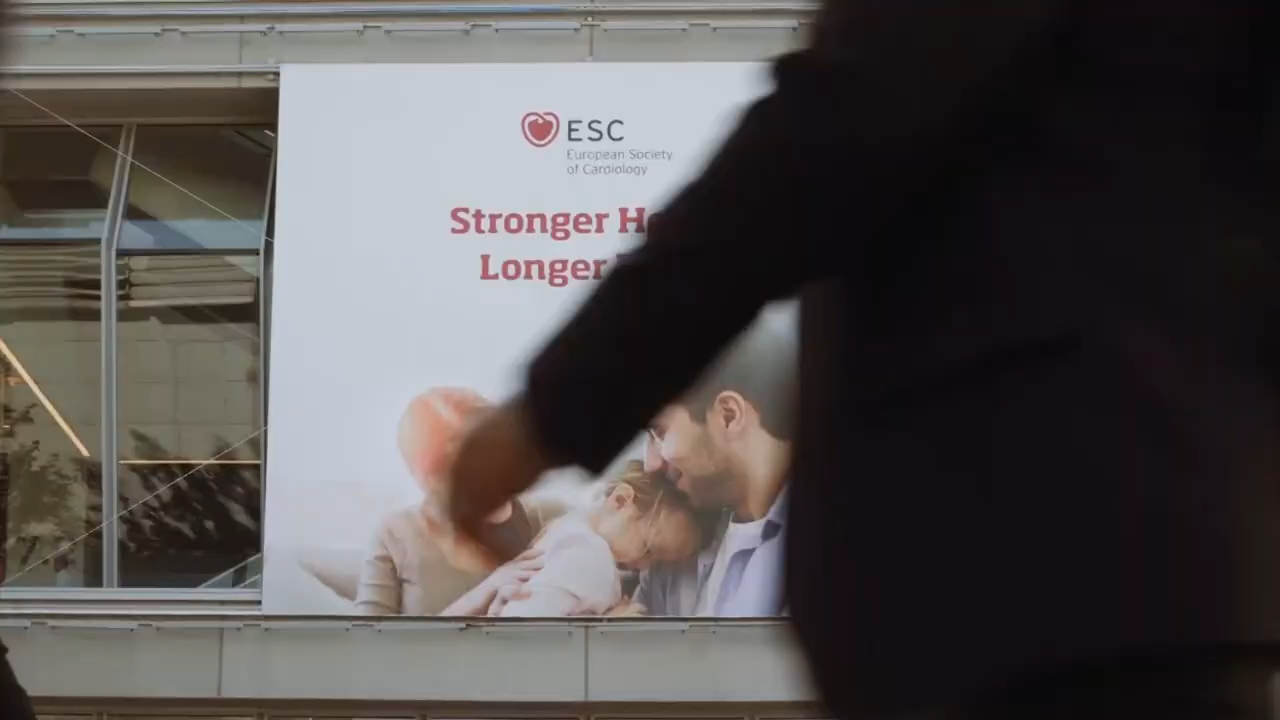 ESC
European Society
of Cardiology
Stronger
Longer